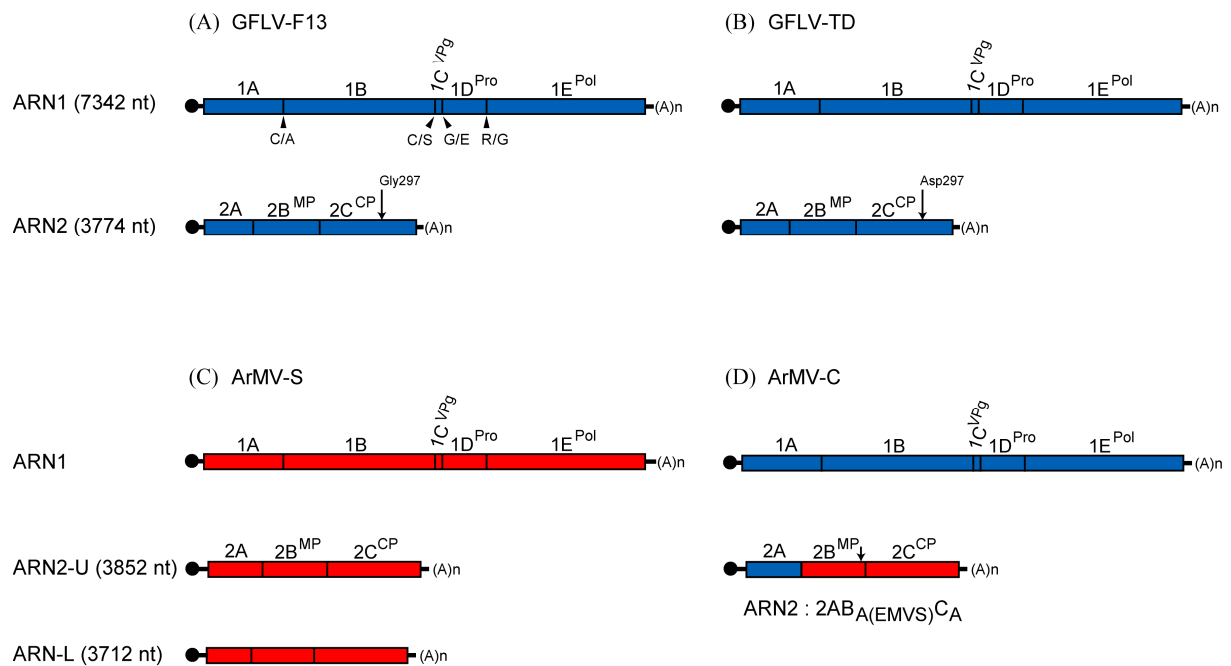 (A) GFLV-F13
(B) GFLV-TD
1A 1B 1C VPg 1D Pro 1E Pol
1A 1B 1C VPg 1D Pro 1E Pol
ARN1 (7342 nt)
(A)n
(A)n
C/A C/S G/E R/G
Gly297
Asp297
2A 2B MP 2C CP
2A 2B MP 2C CP
ARN2 (3774 nt)
(A)n
(A)n
(C) ArMV-S
(D) ArMV-C
1A 1B 1C VPg 1D Pro 1E Pol
1A 1B 1C VPg 1D Pro 1E Pol
ARN1
(A)n
(A)n
2A 2B MP 2C CP
2A 2B MP 2C CP
ARN2-U (3852 nt)
(A)n
(A)n
ARN2 : 2AB A(EMVS) C A
ARN-L (3712 nt)
(A)n